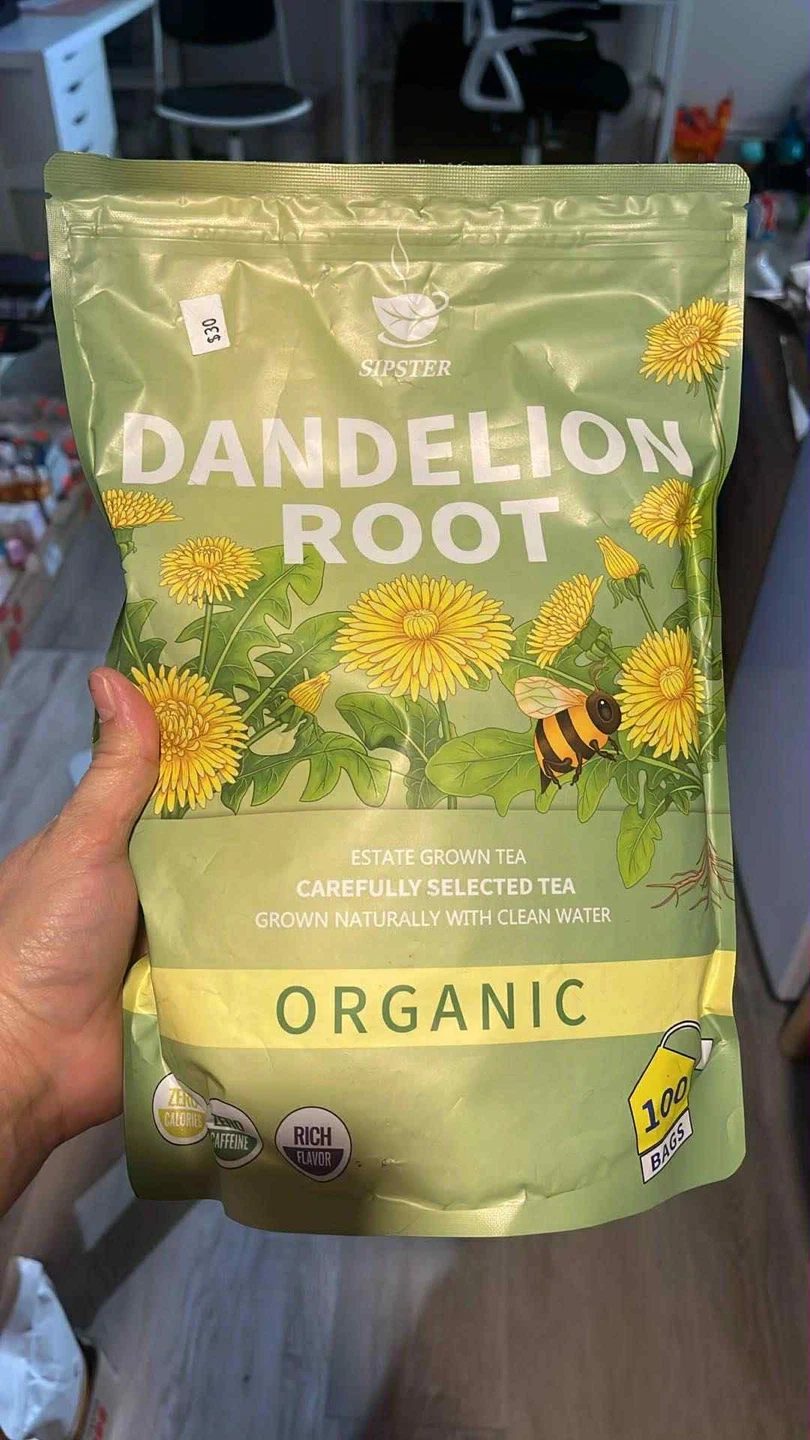 $30
SIPSTER
DANDELION
ROOT
ESTATE GROWN TEA
CAREFULLY SELECTED TEA
GROWN NATURALLY WITH CLEAN WATER
ORGANIC
ZERO
CALORIES
ZERO
CAFFEINE
RICH
FLAVOR
100
BAGS